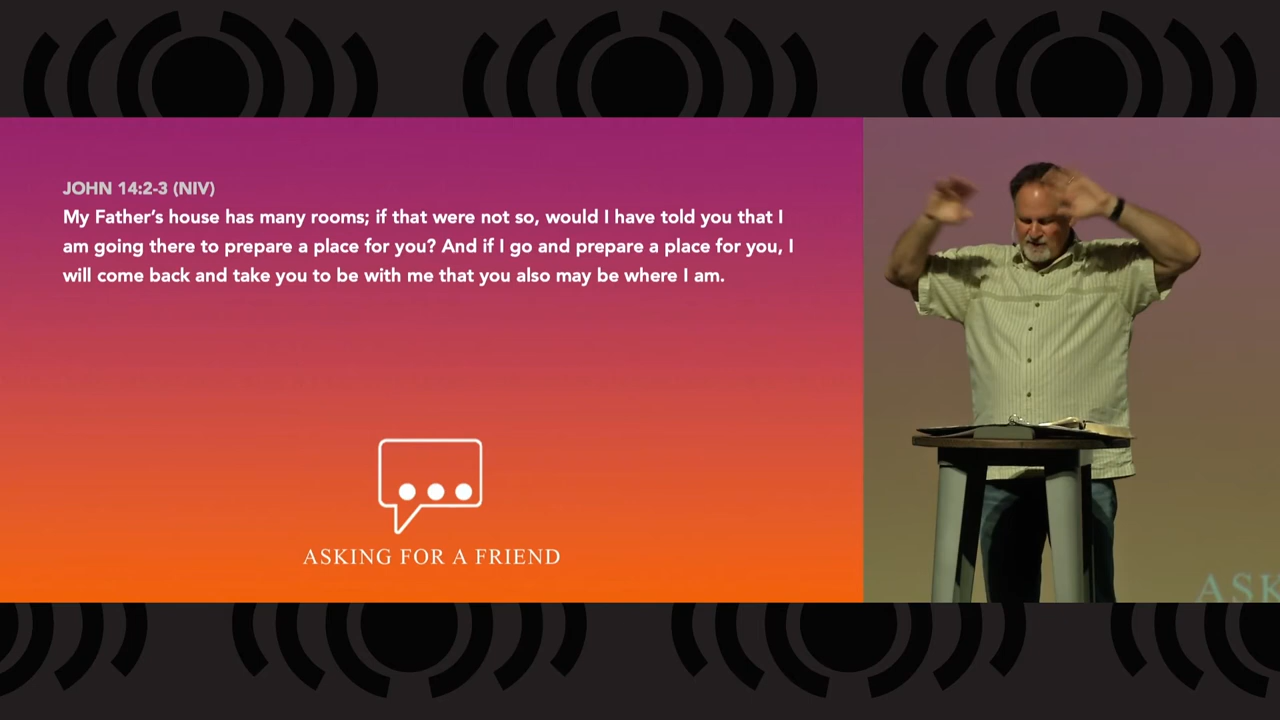 JOHN 14:2-3 (NIV)
My Father’s house has many rooms; if that were not so, would I have told you that I
am going there to prepare a place for you? And if I go and prepare a place for you, I
will come back and take you to be with me that you also may be where I am.
ASKING FOR A FRIEND
ASK